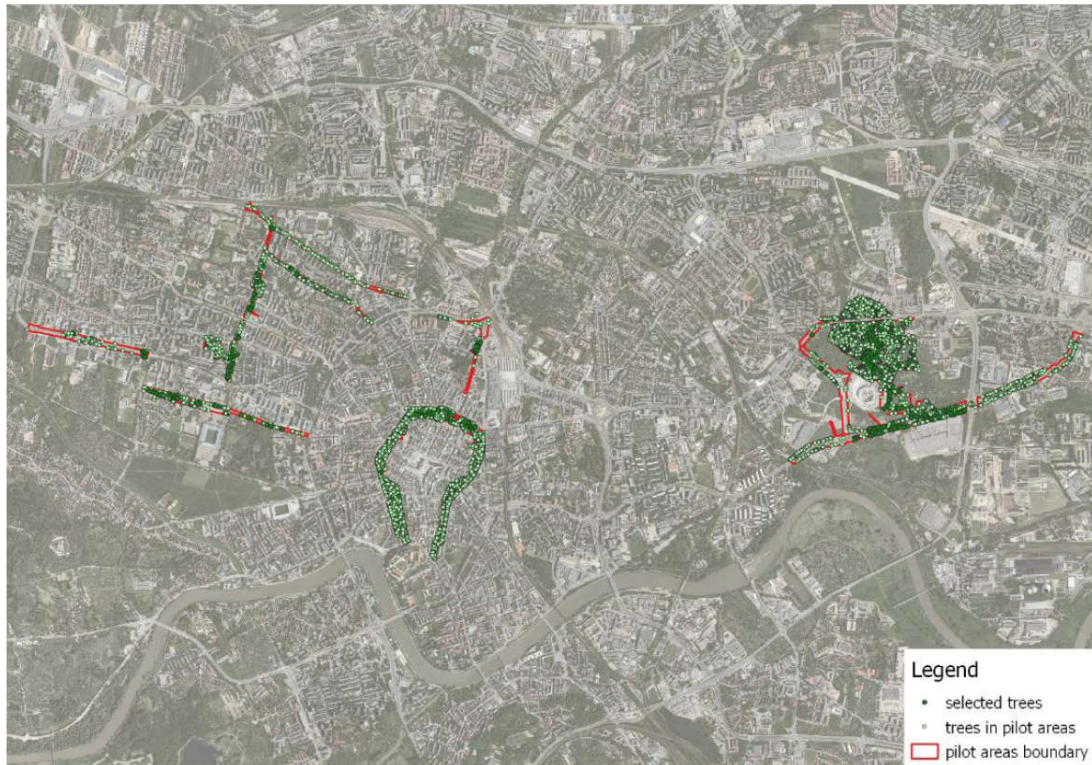 Legend
selected trees
trees in pilot areas
pilot areas boundary